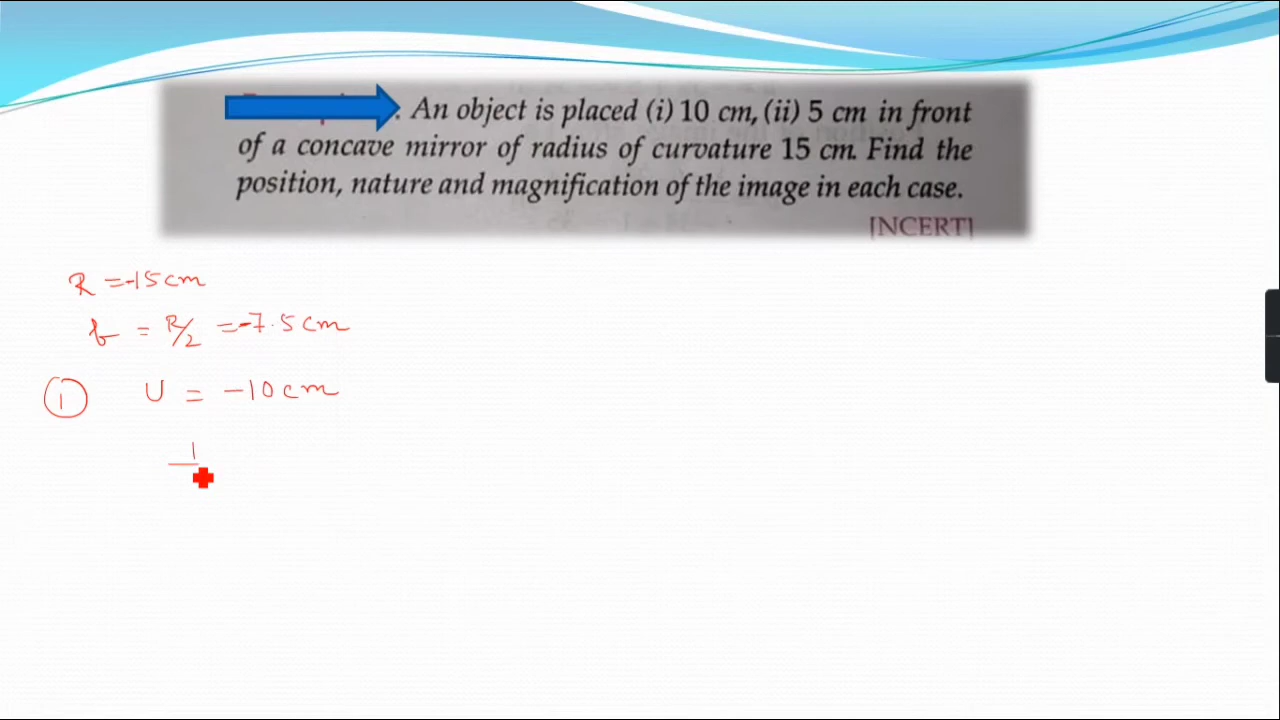 . An object is placed (i) 10 cm, (ii) 5 cm in front
of a concave mirror of radius of curvature 15 cm. Find the
position, nature and magnification of the image in each case.
[NCERT]
R = -15 cm
f = R/2 = -7.5 cm
① U = -10 cm
1